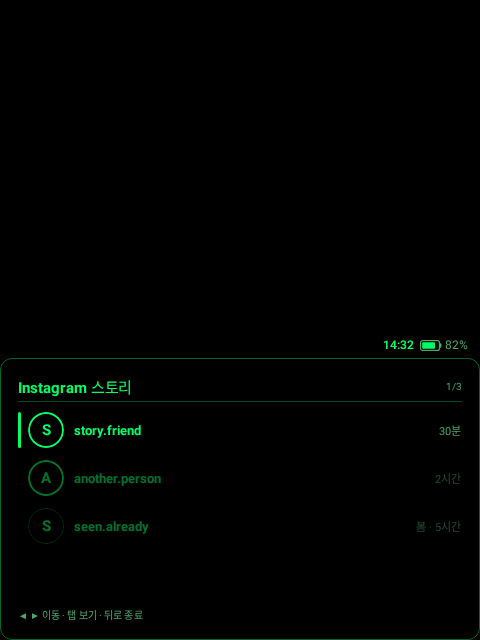 14:32 82%
Instagram 스토리 1/3
S story.friend 30분
A another.person 2시간
S seen.already 봄 · 5시간
◄ ► 이동 · 탭 보기 · 뒤로 종료